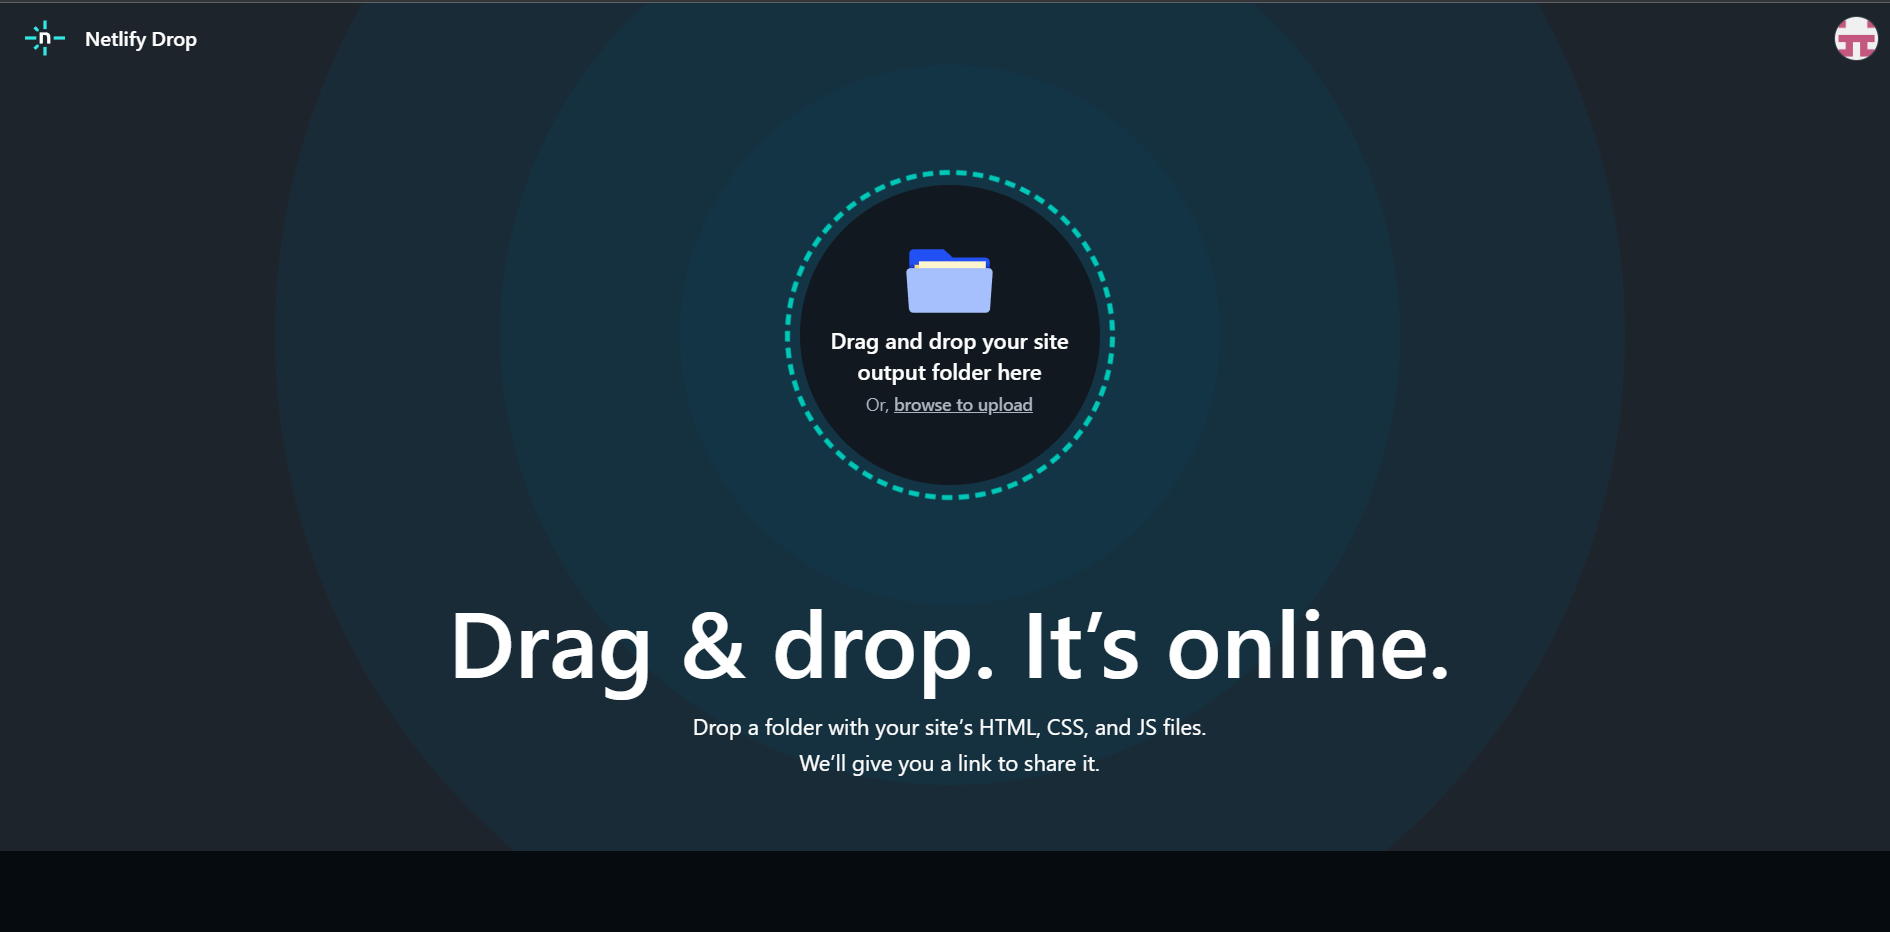 Netlify Drop
Drag and drop your site
output folder here
Or, browse to upload
Drag & drop. It’s online.
Drop a folder with your site’s HTML, CSS, and JS files.
We’ll give you a link to share it.